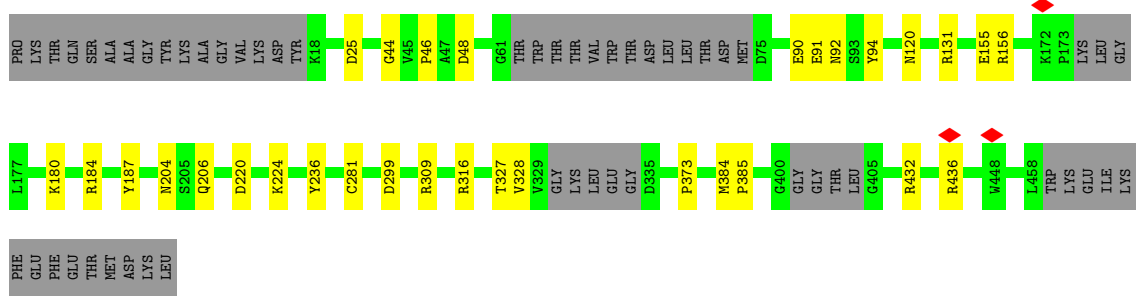 PRO LYS THR GLN SER ALA ALA GLY TYR LYS ALA GLY VAL LYS ASP TYR K18 D25 G44 V45 P46 A47 D48 G61 THR TRP THR THR VAL TRP THR ASP LEU LEU THR ASP MET D75 E90 E91 N92 S93 Y94 N120 R131 E155 R156 K172 P173 LYS LEU GLY
L177 K180 R184 Y187 N204 S205 Q206 D220 K224 Y236 C281 D299 R309 R316 T327 V328 V329 GLY LYS LEU GLU GLY D335 P373 M384 P385 G400 GLY GLY THR LEU G405 R432 R436 W448 L458 TRP LYS GLU ILE LYS
PHE GLU PHE GLU THR MET ASP LYS LEU